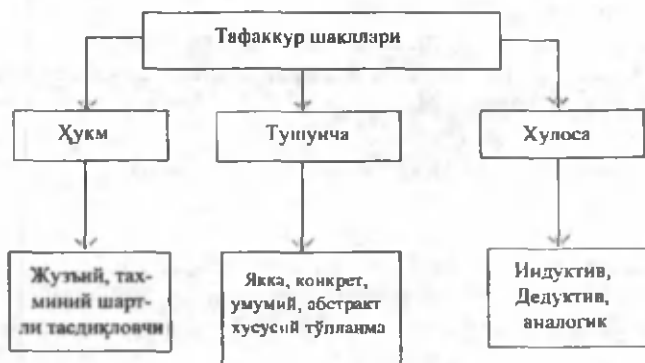 Тафаккур шакллари
Ҳукм
Тушунча
Хулоса
Жузъий, тах-
миний шарт-
ли тасдиқловчи
Якка, конкрет,
умумий, абстракт
хусусий тўпланма
Индуктив,
Дедуктив,
аналогик